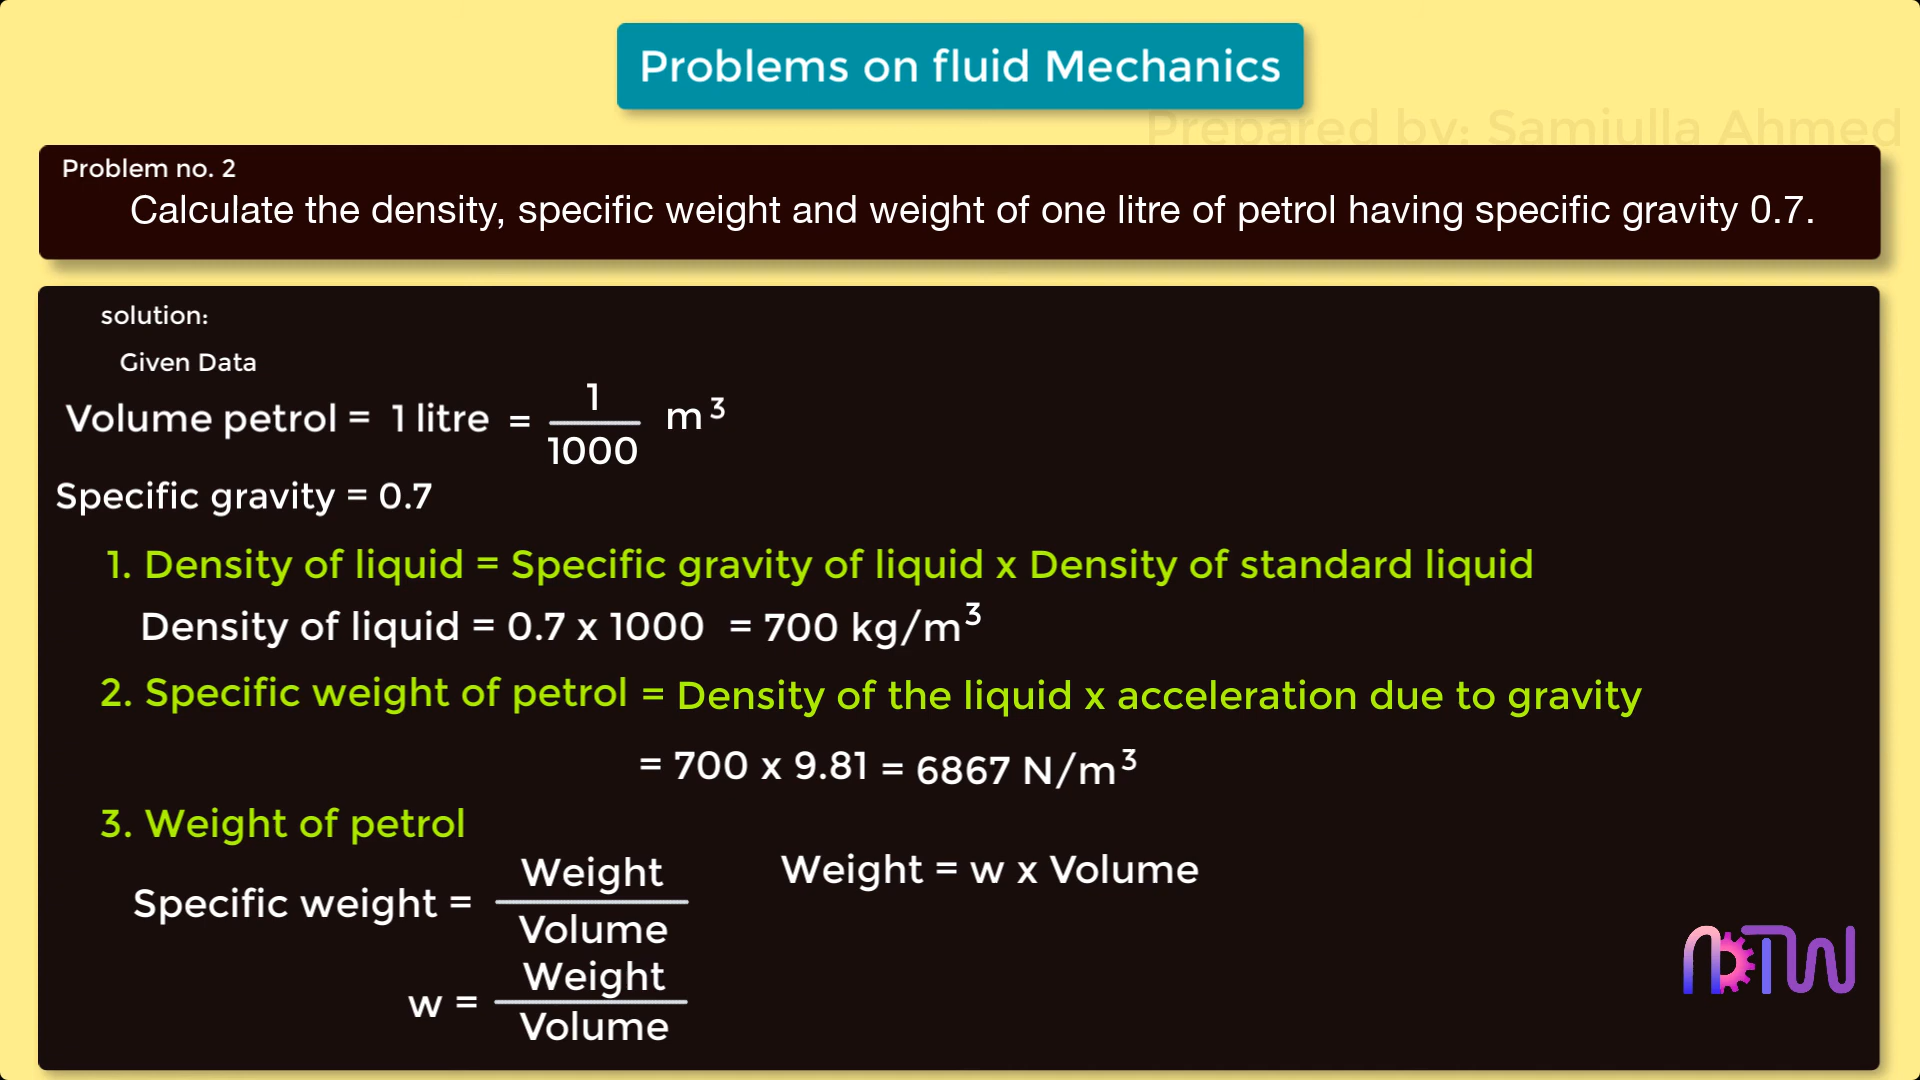 Problems on fluid Mechanics
Prepared by: Samiulla Ahmed
Problem no. 2
Calculate the density, specific weight and weight of one litre of petrol having specific gravity 0.7.
solution:
Given Data
Volume petrol = 1 litre = 1/1000 m³
Specific gravity = 0.7
1. Density of liquid = Specific gravity of liquid x Density of standard liquid
Density of liquid = 0.7 x 1000 = 700 kg/m³
2. Specific weight of petrol = Density of the liquid x acceleration due to gravity
= 700 x 9.81 = 6867 N/m³
3. Weight of petrol
Specific weight = Weight/Volume
Weight = w x Volume
w = Weight/Volume